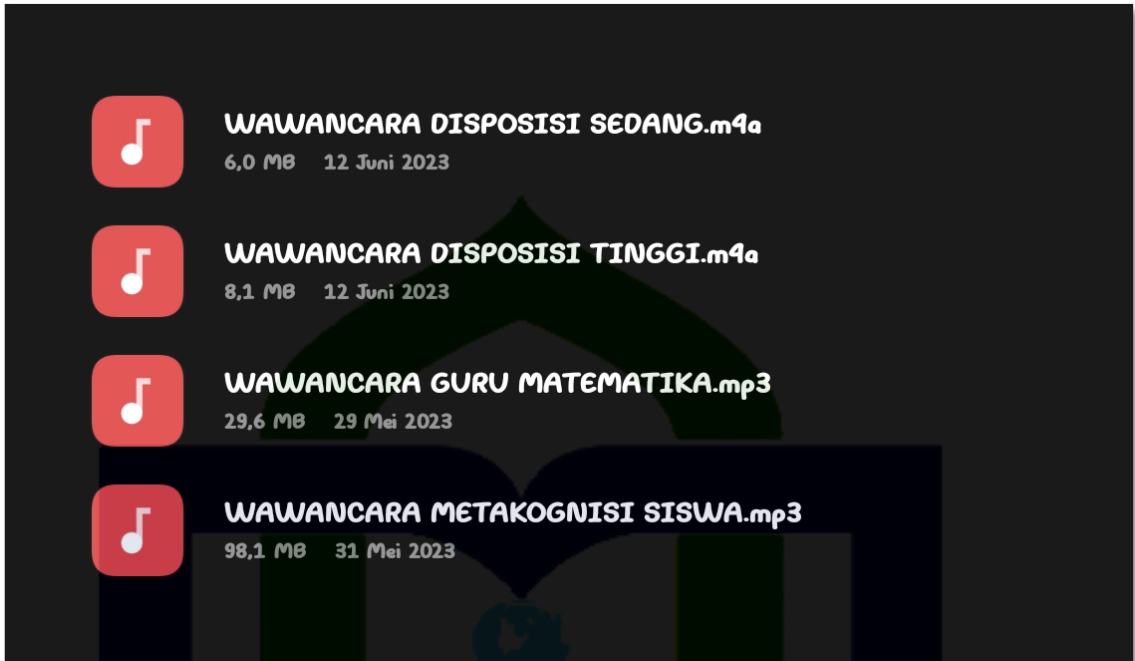 WAWANCARA DISPOSISI SEDANG.m4a
6,0 MB 12 Juni 2023
WAWANCARA DISPOSISI TINGGI.m4a
8,1 MB 12 Juni 2023
WAWANCARA GURU MATEMATIKA.mp3
29,6 MB 29 Mei 2023
WAWANCARA METAKOGNISI SISWA.mp3
98,1 MB 31 Mei 2023